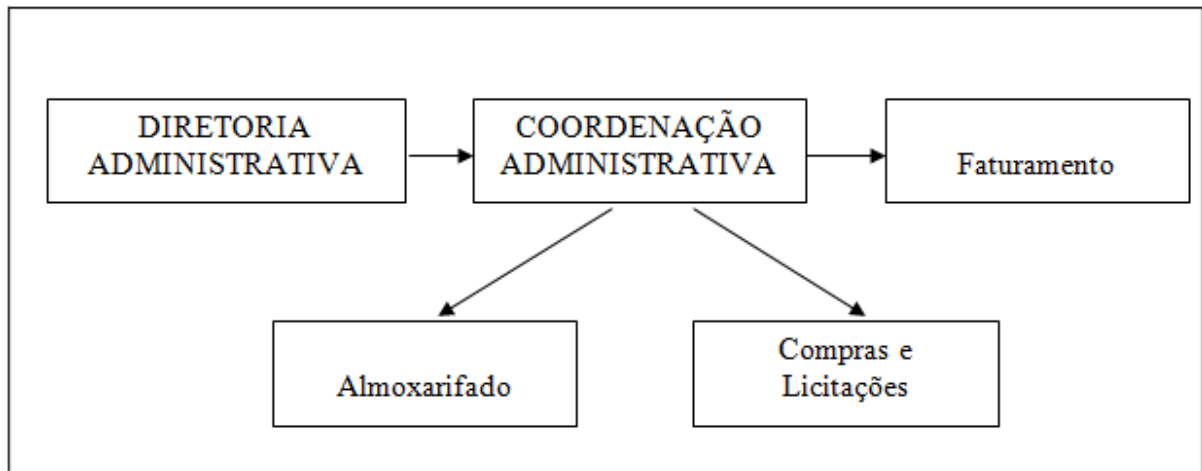 DIRETORIA
ADMINISTRATIVA
COORDENAÇÃO
ADMINISTRATIVA
Faturamento
Almoxarifado
Compras e
Licitações